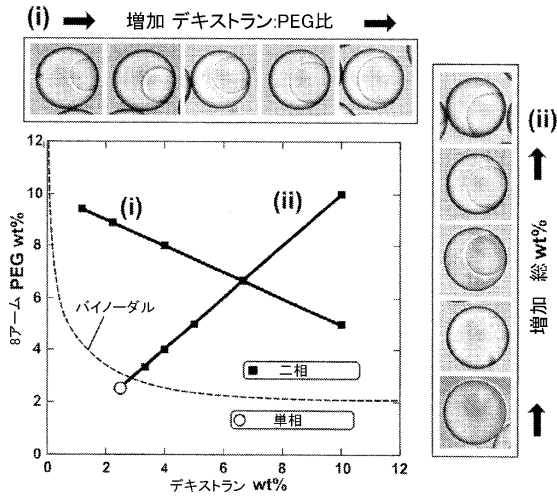 (i) 増加 デキストラン:PEG比
(ii)
増加 総 wt%
12
10
8
6
4
2
0
8アーム PEG wt%
(i)
(ii)
バイノーダル
二相
単相
0 2 4 6 8 10 12
デキストラン wt%